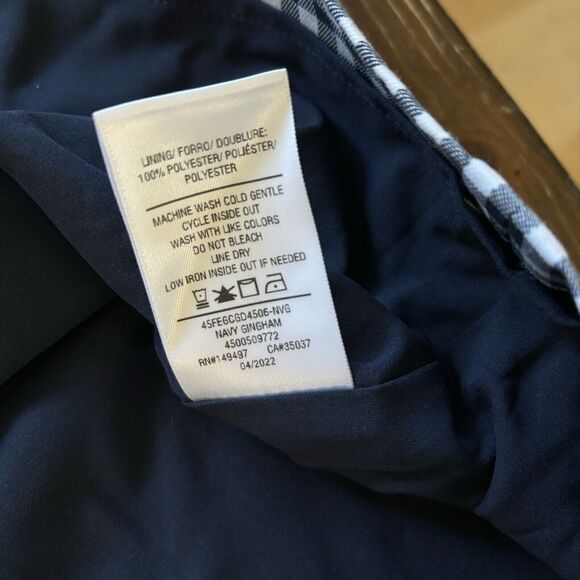 LINING/ FORRO/ DOUBLURE:
100% POLYESTER/ POLIÉSTER/
POLYESTER
MACHINE WASH COLD GENTLE
CYCLE INSIDE OUT
WASH WITH LIKE COLORS
DO NOT BLEACH
LINE DRY
LOW IRON INSIDE OUT IF NEEDED
45FEGCGD4506-NVG
NAVY GINGHAM
4500509772
RN#149497 CA#35037
04/2022